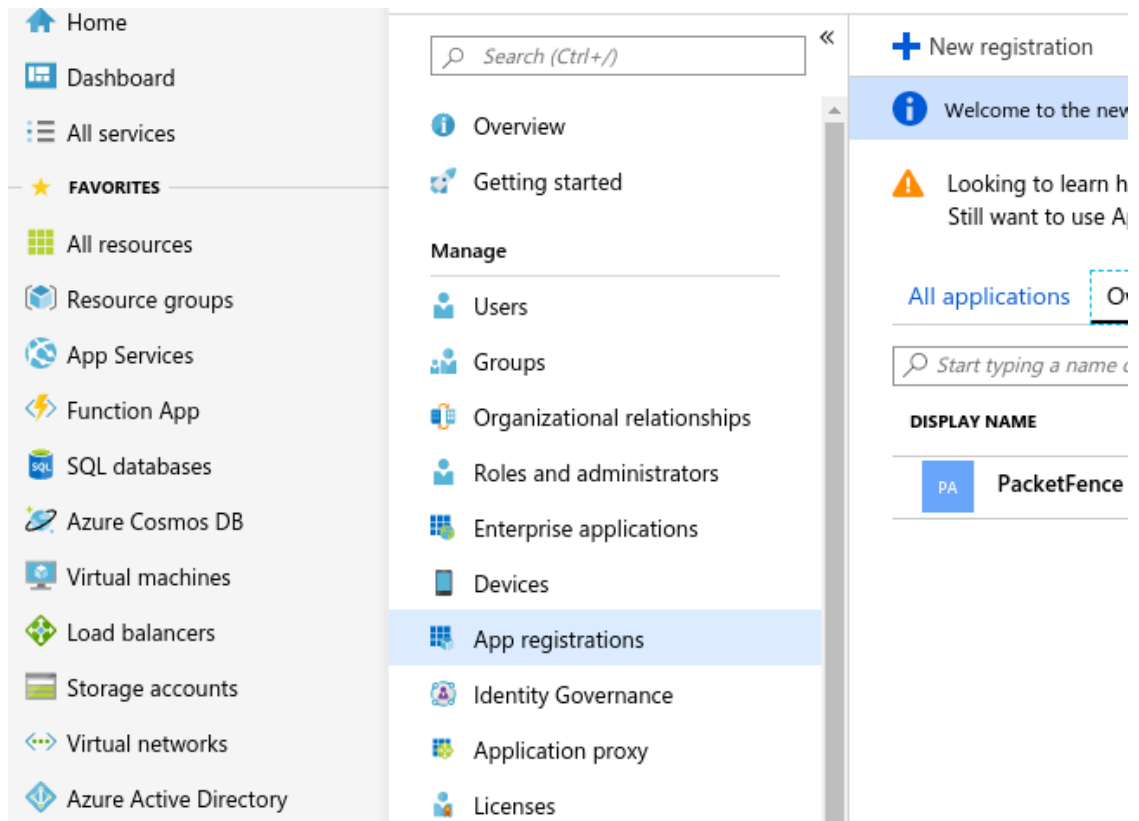 Home
Dashboard
All services
FAVORITES
All resources
Resource groups
App Services
Function App
SQL databases
Azure Cosmos DB
Virtual machines
Load balancers
Storage accounts
Virtual networks
Azure Active Directory
Search (Ctrl+/)
Overview
Getting started
Manage
Users
Groups
Organizational relationships
Roles and administrators
Enterprise applications
Devices
App registrations
Identity Governance
Application proxy
Licenses
New registration
Welcome to the new
Looking to learn h
Still want to use A
All applications
Start typing a name
DISPLAY NAME
PA PacketFence